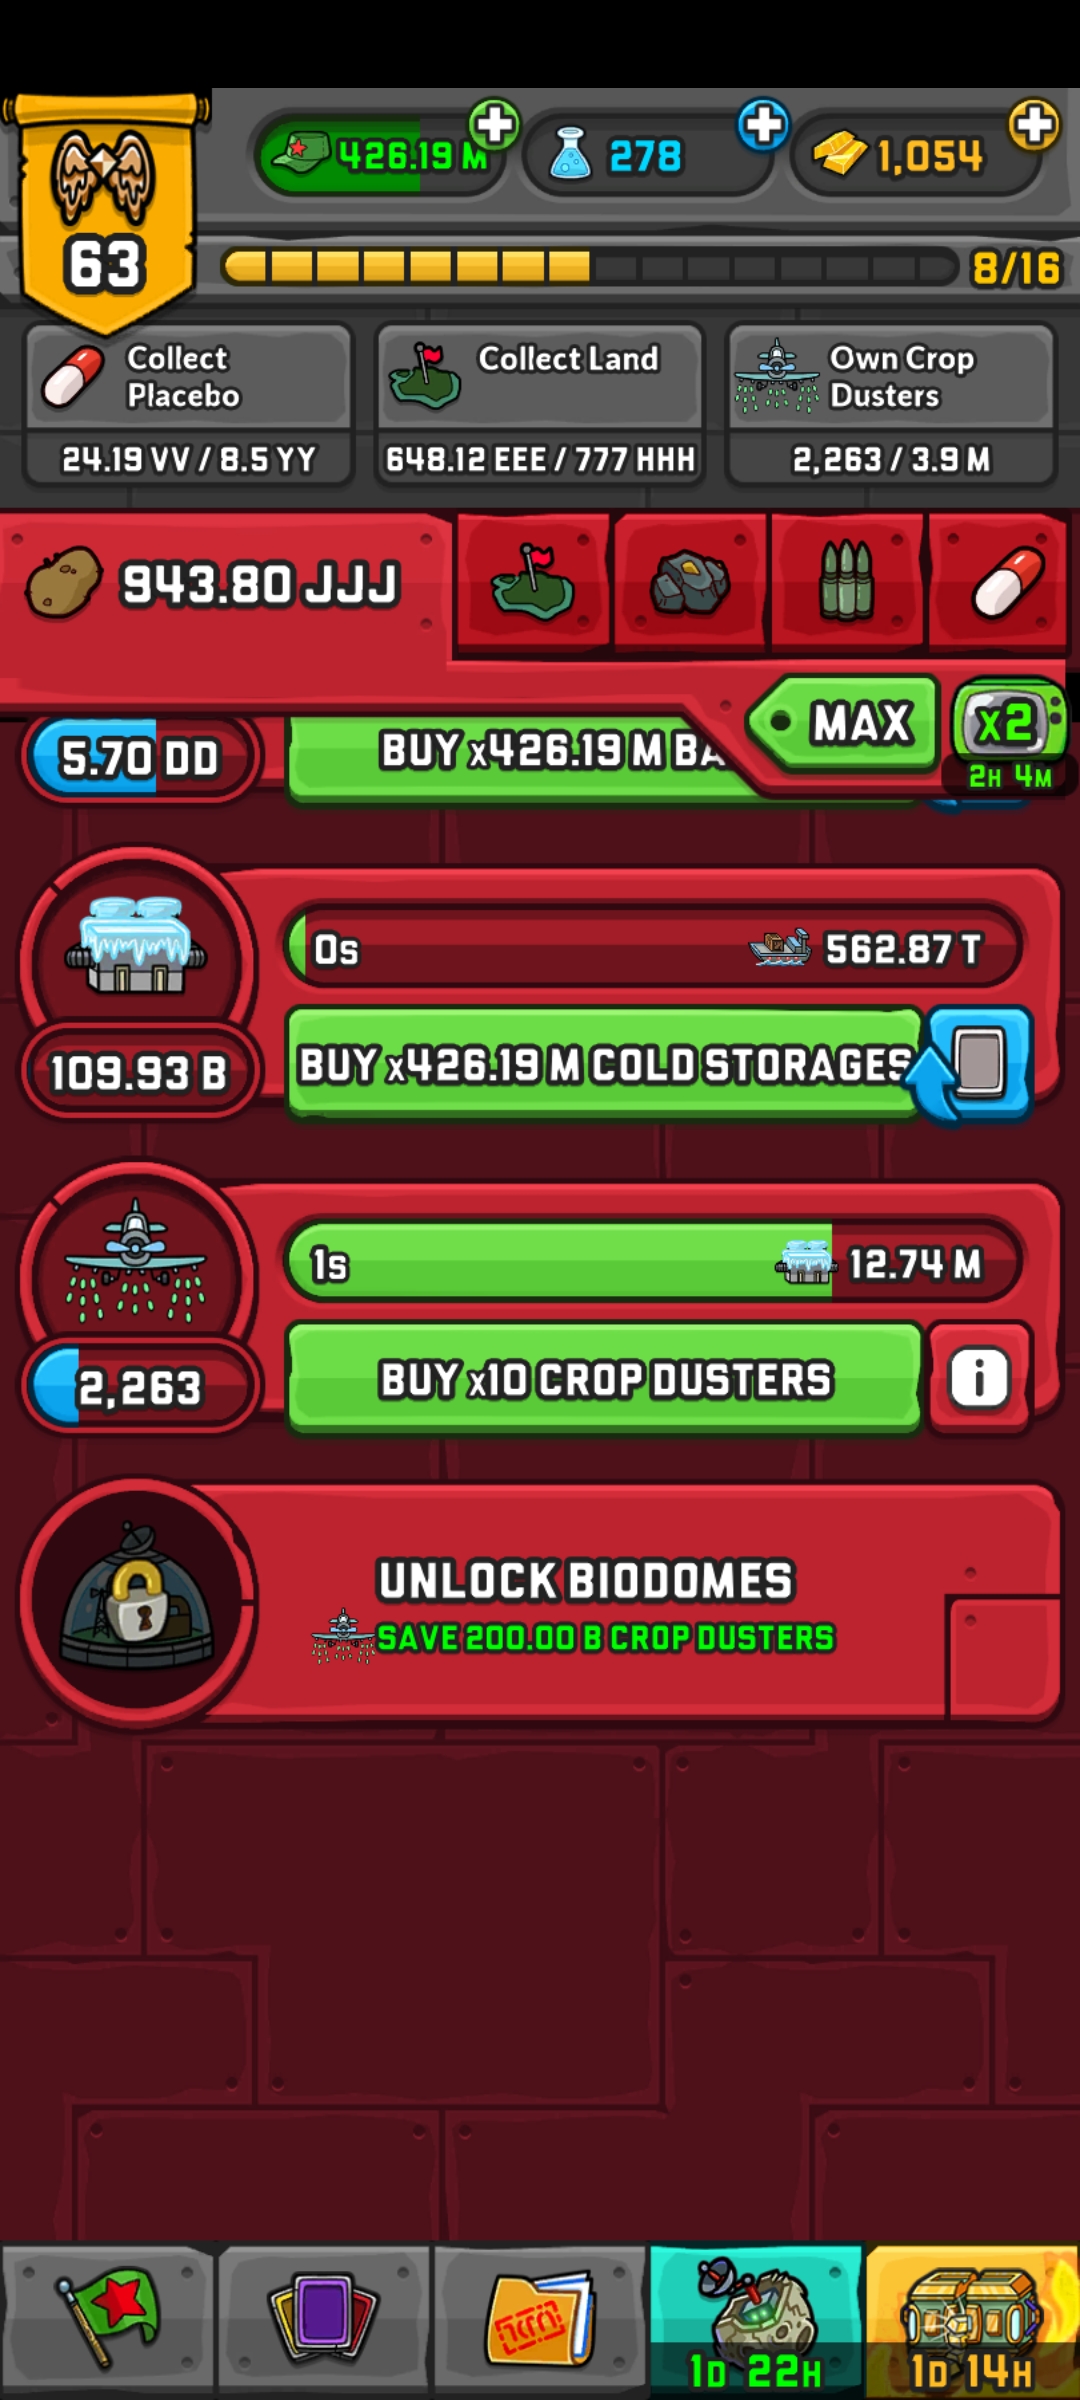 426.19 M
278
1,054
63
8/16
Collect
Placebo
24.19 VV / 8.5 YY
Collect Land
648.12 EEE / 777 HHH
Own Crop
Dusters
2,263 / 3.9 M
943.80 JJJ
MAX
x2
2H 4M
5.70 DD
BUY x426.19 M BA
0s
562.87 T
109.93 B
BUY x426.19 M COLD STORAGES
1s
12.74 M
2,263
BUY x10 CROP DUSTERS
i
UNLOCK BIODOMES
SAVE 200.00 B CROP DUSTERS
1D 22H
1D 14H